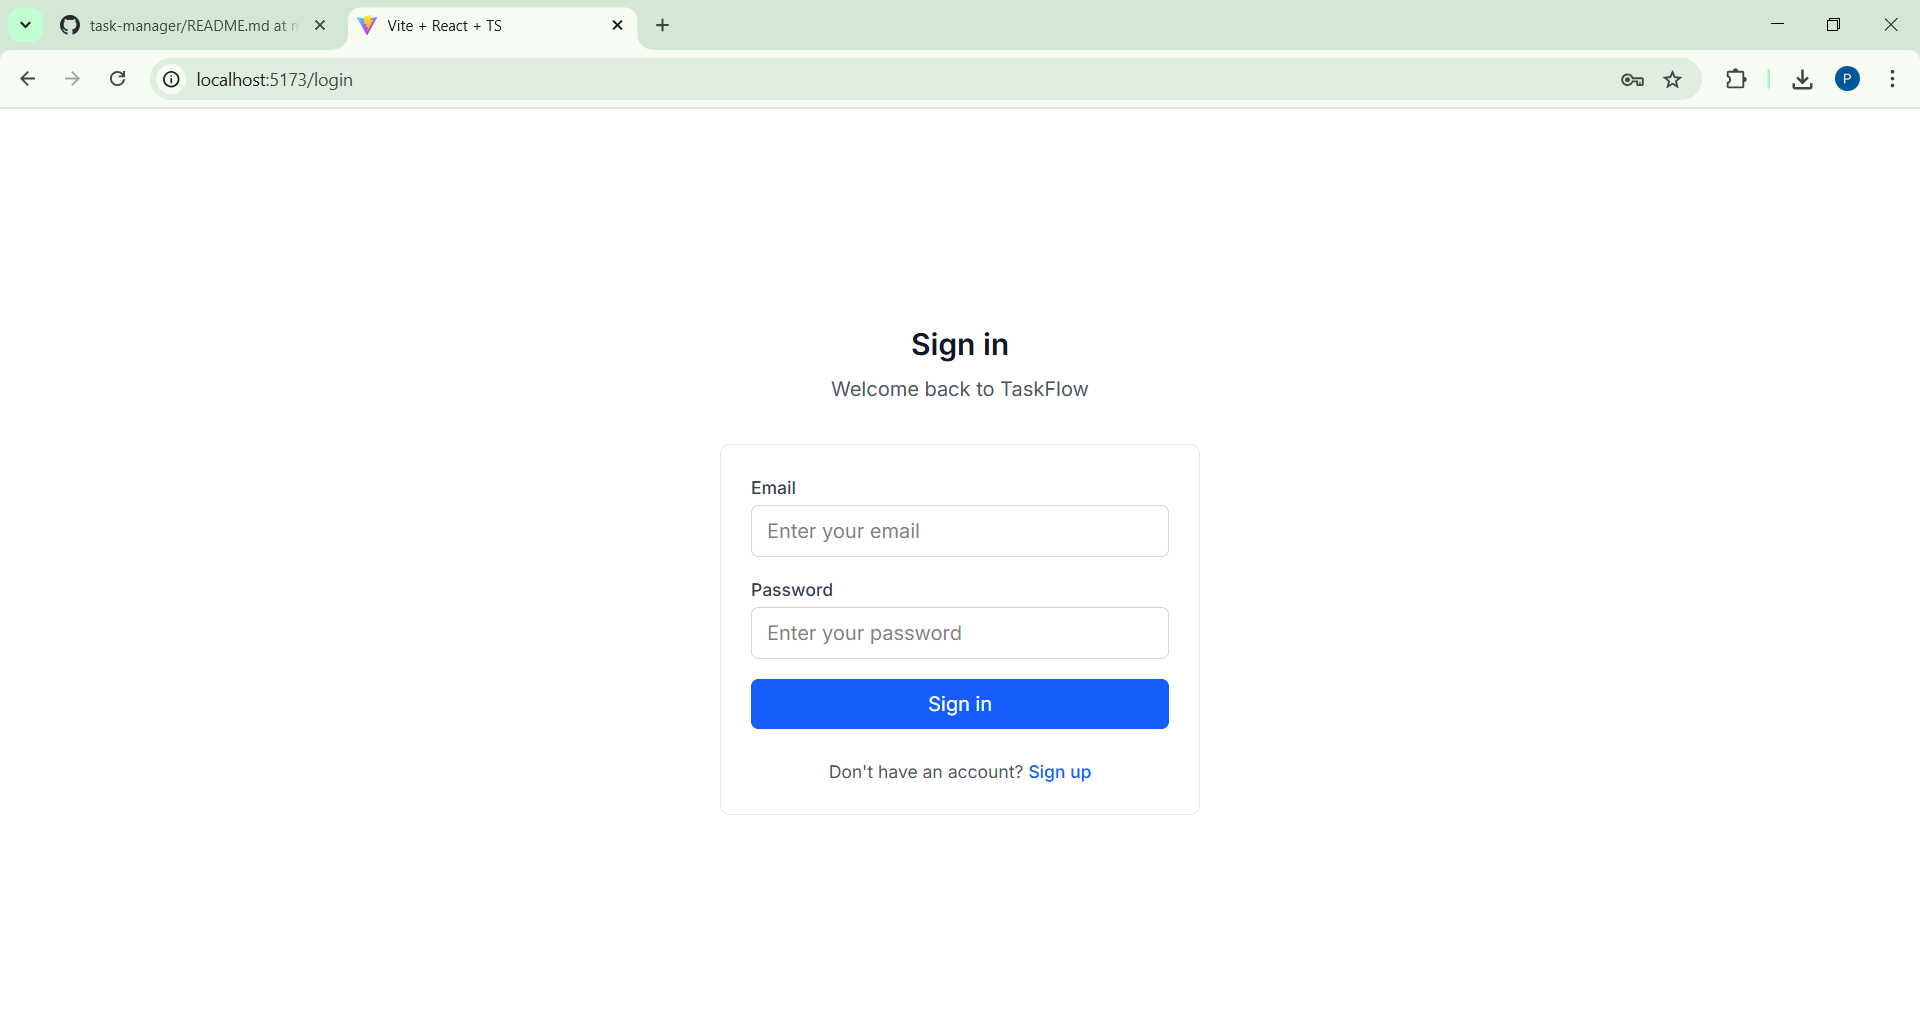 task-manager/README.md at
Vite + React + TS
localhost:5173/login
P
Sign in
Welcome back to TaskFlow
Email
Enter your email
Password
Enter your password
Sign in
Don't have an account? Sign up